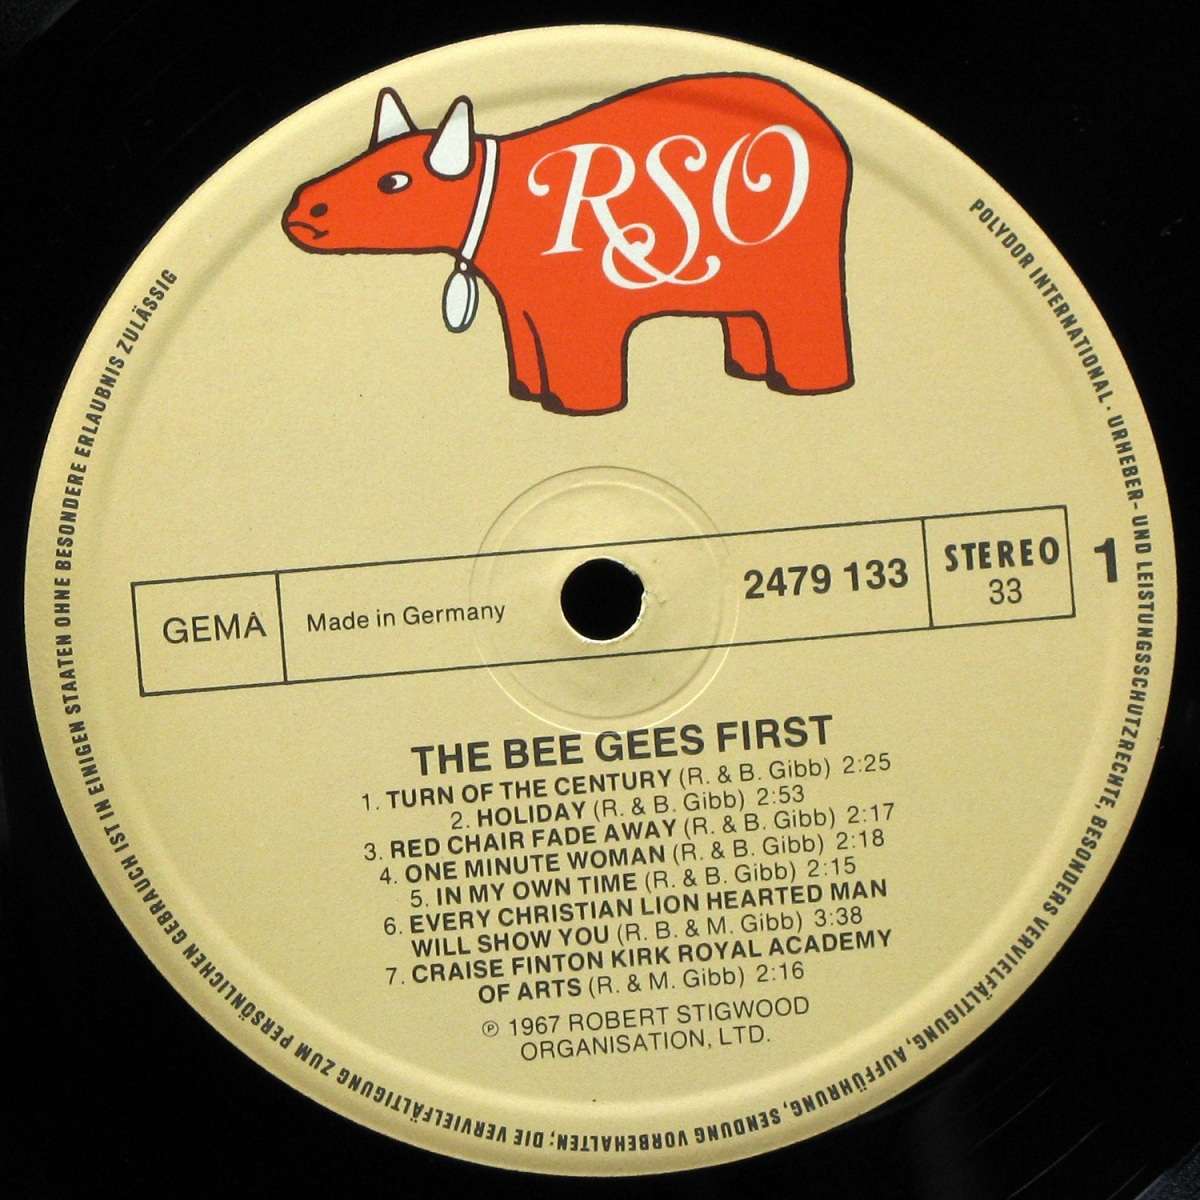 RSO
POLYDOR INTERNATIONAL · URHEBER- UND LEISTUNGSSCHUTZRECHTE, BESONDERS VERVIELFÄLTIGUNG, AUFFÜHRUNG, SENDUNG VORBEHALTEN; DIE VERVIELFÄLTIGUNG ZUM PERSÖNLICHEN GEBRAUCH IST IN EINIGEN STAATEN OHNE BESONDERE ERLAUBNIS ZULÄSSIG
GEMA
Made in Germany
2479 133
STEREO
33
1
THE BEE GEES FIRST
1. TURN OF THE CENTURY (R. & B. Gibb) 2:25
2. HOLIDAY (R. & B. Gibb) 2:53
3. RED CHAIR FADE AWAY (R. & B. Gibb) 2:17
4. ONE MINUTE WOMAN (R. & B. Gibb) 2:18
5. IN MY OWN TIME (R. & B. Gibb) 2:15
6. EVERY CHRISTIAN LION HEARTED MAN
WILL SHOW YOU (R. B. & M. Gibb) 3:38
7. CRAISE FINTON KIRK ROYAL ACADEMY
OF ARTS (R. & M. Gibb) 2:16
℗ 1967 ROBERT STIGWOOD
ORGANISATION, LTD.